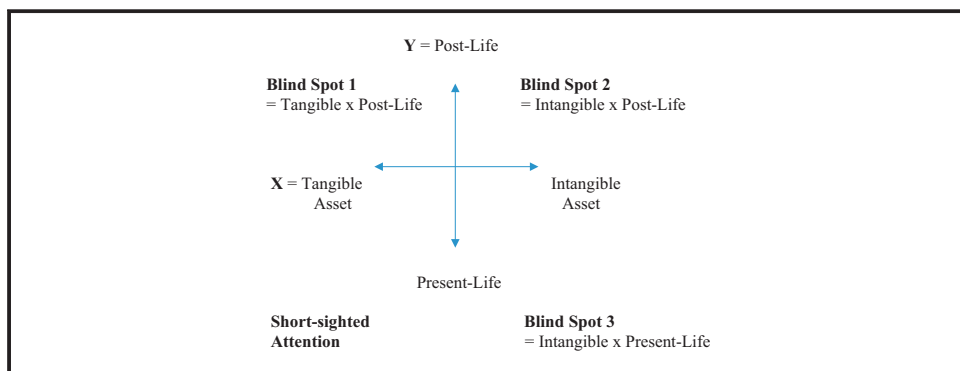 Y = Post-Life
Blind Spot 1
= Tangible x Post-Life
Blind Spot 2
= Intangible x Post-Life
X = Tangible
Asset
Intangible
Asset
Present-Life
Short-sighted
Attention
Blind Spot 3
= Intangible x Present-Life